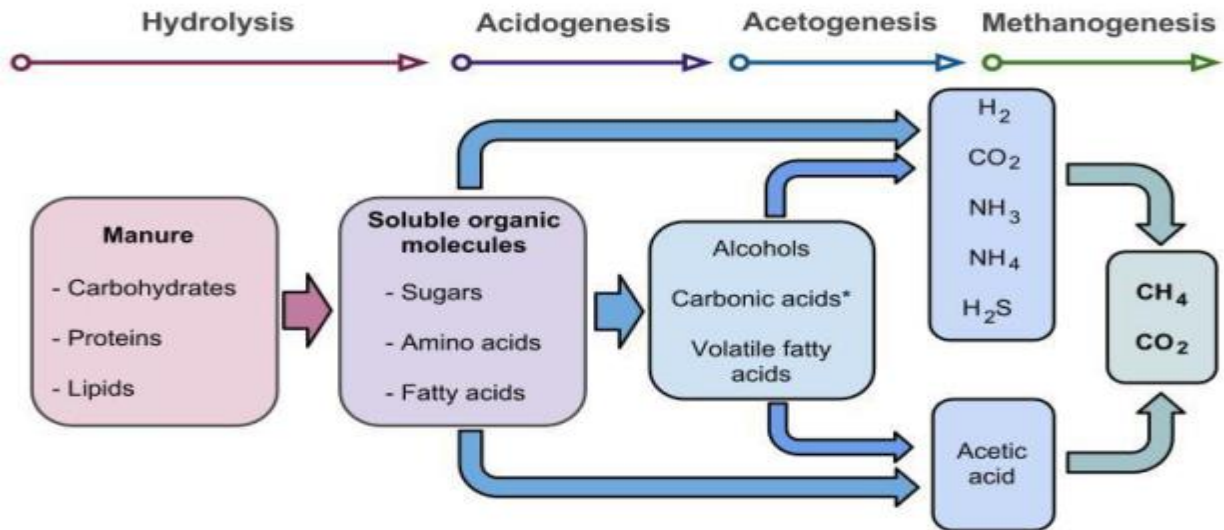 Hydrolysis
Acidogenesis
Acetogenesis
Methanogenesis
Manure
- Carbohydrates
- Proteins
- Lipids
Soluble organic
molecules
- Sugars
- Amino acids
- Fatty acids
Alcohols
Carbonic acids*
Volatile fatty
acids
H2
CO2
NH3
NH4
H2S
Acetic
acid
CH4
CO2